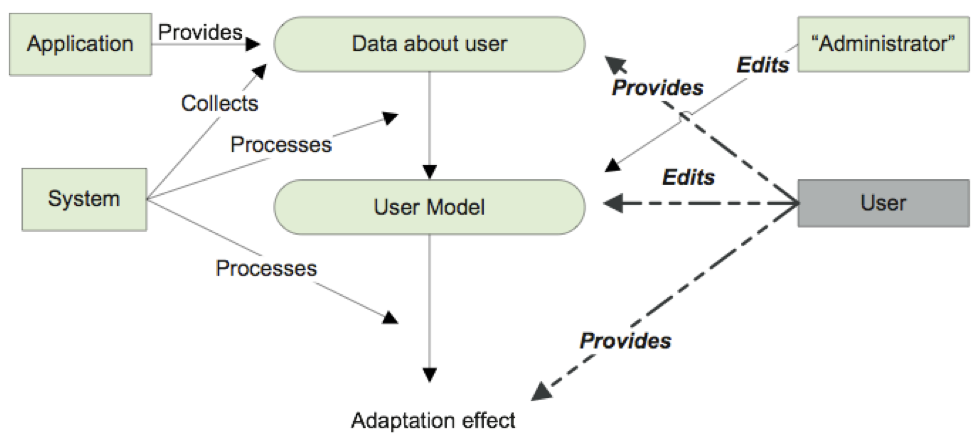 Application
Provides
Data about user
"Administrator"
Edits
Provides
Collects
Processes
System
User Model
Edits
User
Processes
Provides
Adaptation effect